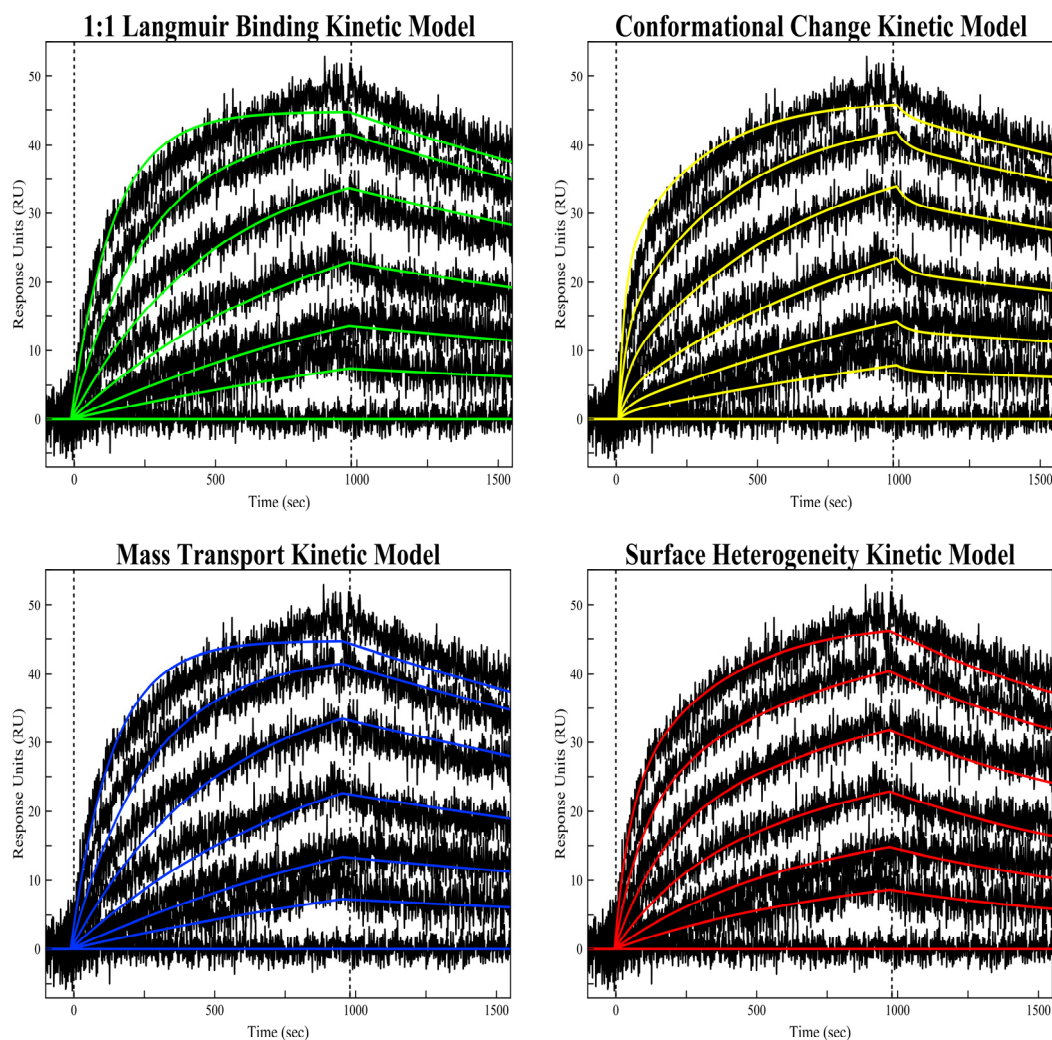 1:1 Langmuir Binding Kinetic Model
Response Units (RU)
50
40
30
20
10
0
0 500 1000 1500
Time (sec)
Conformational Change Kinetic Model
Response Units (RU)
50
40
30
20
10
0
0 500 1000 1500
Time (sec)
Mass Transport Kinetic Model
Response Units (RU)
50
40
30
20
10
0
0 500 1000 1500
Time (sec)
Surface Heterogeneity Kinetic Model
Response Units (RU)
50
40
30
20
10
0
0 500 1000 1500
Time (sec)